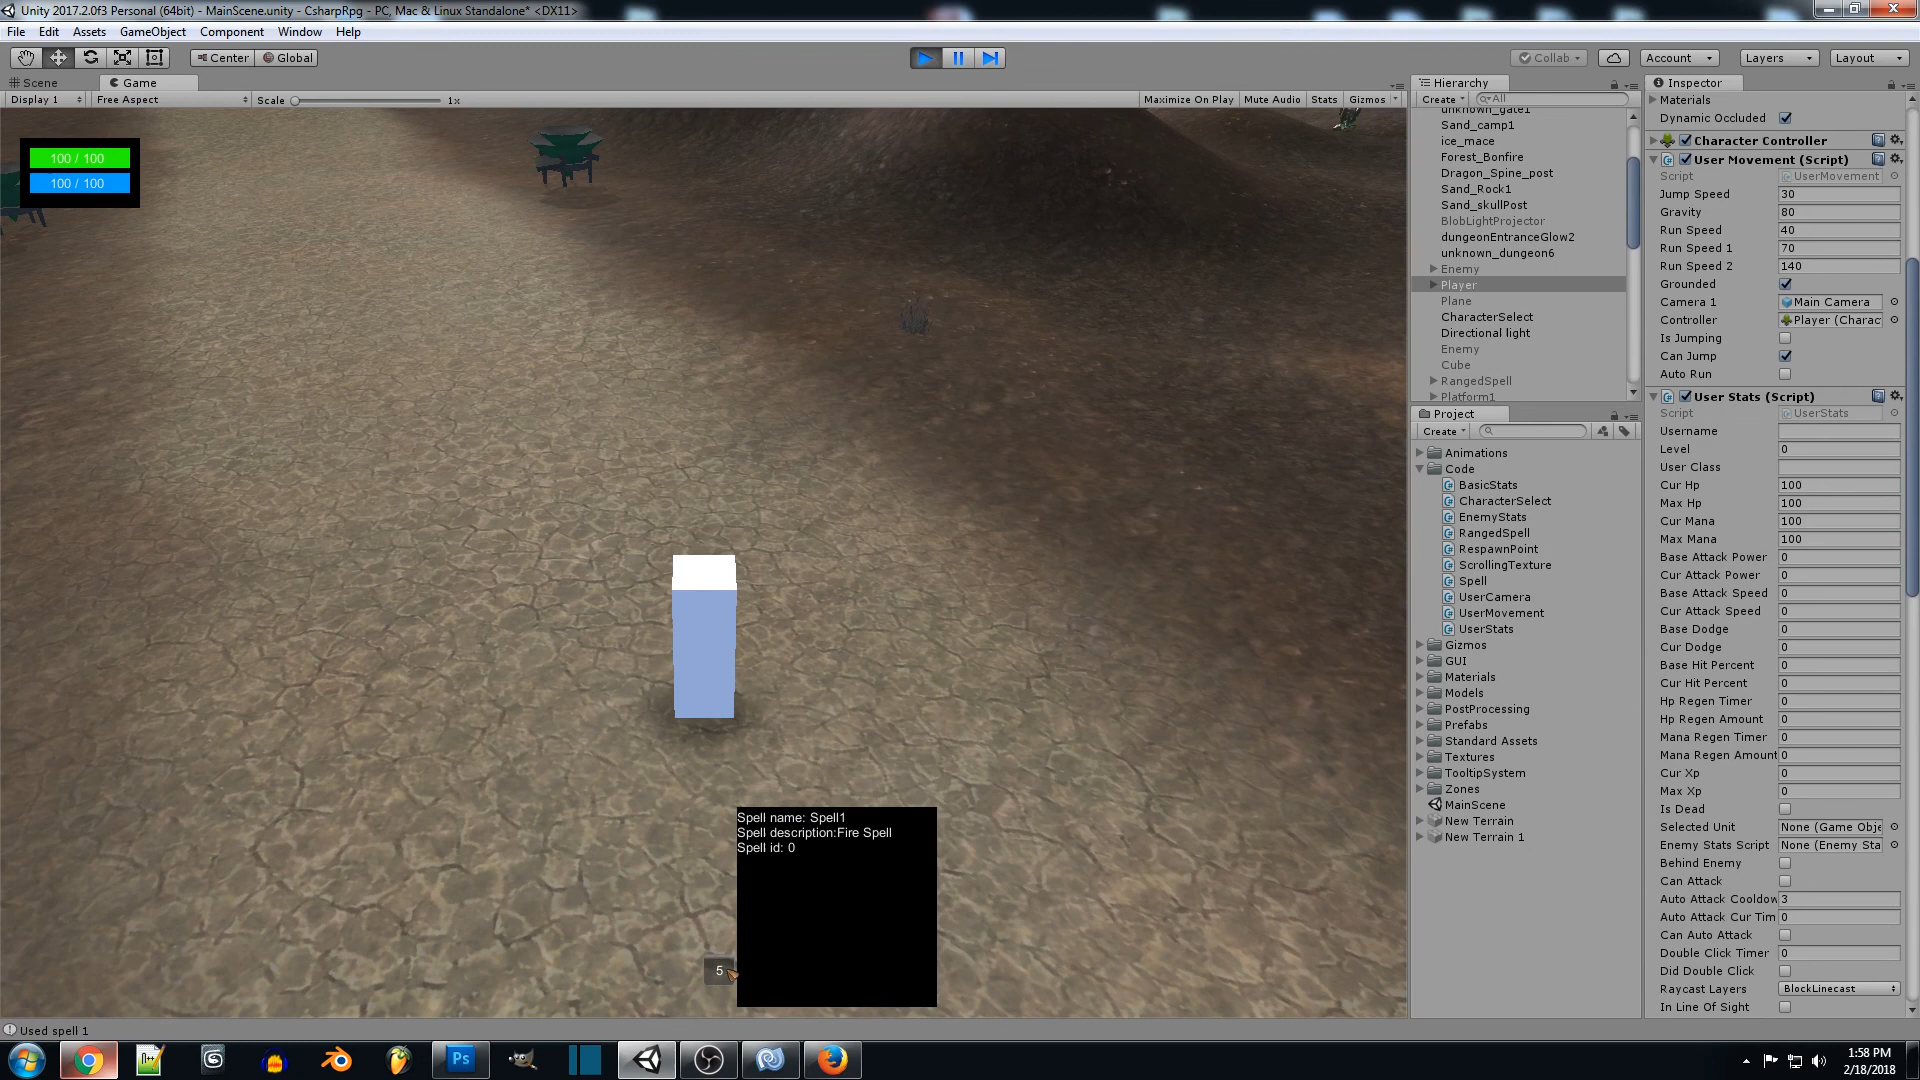 Unity 2017.2.0f3 Personal (64bit) - MainScene.unity - CsharpRpg - PC, Mac & Linux Standalone* <DX11>
File Edit Assets GameObject Component Window Help
Center Global Collab Account Layers Layout
Scene Game
Display 1 Free Aspect Scale 1x Maximize On Play Mute Audio Stats Gizmos
100 / 100
100 / 100
Spell name: Spell1
Spell description:Fire Spell
Spell id: 0
5
Used spell 1
Hierarchy
Create All
unknown_gate1
Sand_camp1
ice_mace
Forest_Bonfire
Dragon_Spine_post
Sand_Rock1
Sand_skullPost
BlobLightProjector
dungeonEntranceGlow2
unknown_dungeon6
Enemy
Player
Plane
CharacterSelect
Directional light
Enemy
Cube
RangedSpell
Platform1
Project
Create
Animations
Code
BasicStats
CharacterSelect
EnemyStats
RangedSpell
RespawnPoint
ScrollingTexture
Spell
UserCamera
UserMovement
UserStats
Gizmos
GUI
Materials
Models
PostProcessing
Prefabs
Standard Assets
Textures
TooltipSystem
Zones
MainScene
New Terrain
New Terrain 1
Inspector
Materials
Dynamic Occluded
Character Controller
User Movement (Script)
Script UserMovement
Jump Speed 30
Gravity 80
Run Speed 40
Run Speed 1 70
Run Speed 2 140
Grounded
Camera 1 Main Camera
Controller Player (Charac
Is Jumping
Can Jump
Auto Run
User Stats (Script)
Script UserStats
Username
Level 0
User Class
Cur Hp 100
Max Hp 100
Cur Mana 100
Max Mana 100
Base Attack Power 0
Cur Attack Power 0
Base Attack Speed 0
Cur Attack Speed 0
Base Dodge 0
Cur Dodge 0
Base Hit Percent 0
Cur Hit Percent 0
Hp Regen Timer 0
Hp Regen Amount 0
Mana Regen Timer 0
Mana Regen Amount 0
Cur Xp 0
Max Xp 0
Is Dead
Selected Unit None (Game Obje
Enemy Stats Script None (Enemy Sta
Behind Enemy
Can Attack
Auto Attack Cooldow 3
Auto Attack Cur Tim 0
Can Auto Attack
Double Click Timer 0
Did Double Click
Raycast Layers BlockLinecast
In Line Of Sight
Ps
1:58 PM
2/18/2018